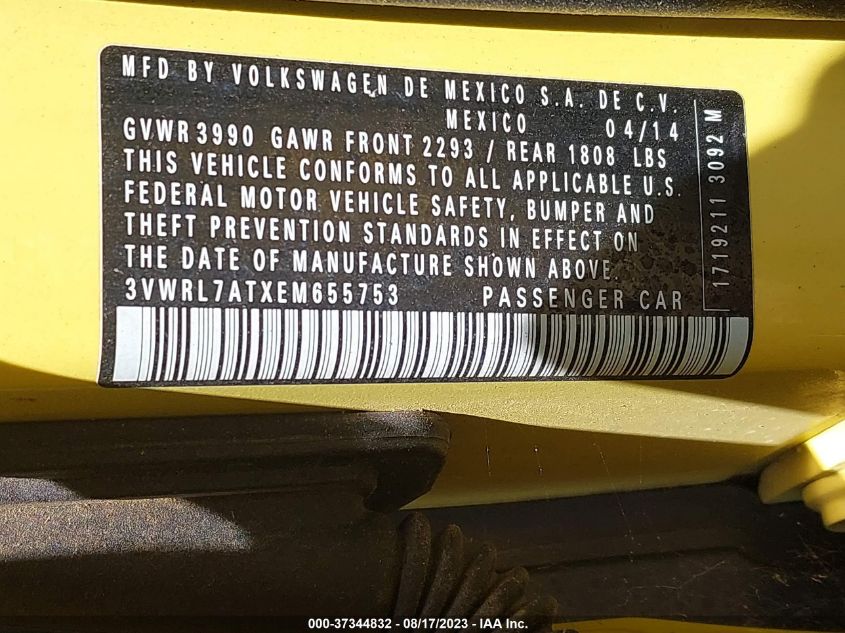 MFD BY VOLKSWAGEN DE MEXICO S.A. DE C.V.
MEXICO 04/14
GVWR 3990 GAWR FRONT 2293 / REAR 1808 LBS
THIS VEHICLE CONFORMS TO ALL APPLICABLE U.S.
FEDERAL MOTOR VEHICLE SAFETY, BUMPER AND
THEFT PREVENTION STANDARDS IN EFFECT ON
THE DATE OF MANUFACTURE SHOWN ABOVE.
3VWRL7ATXEM655753 PASSENGER CAR
1719211 3092 M
000-37344832 // 08/17/2023 - IAA Inc.